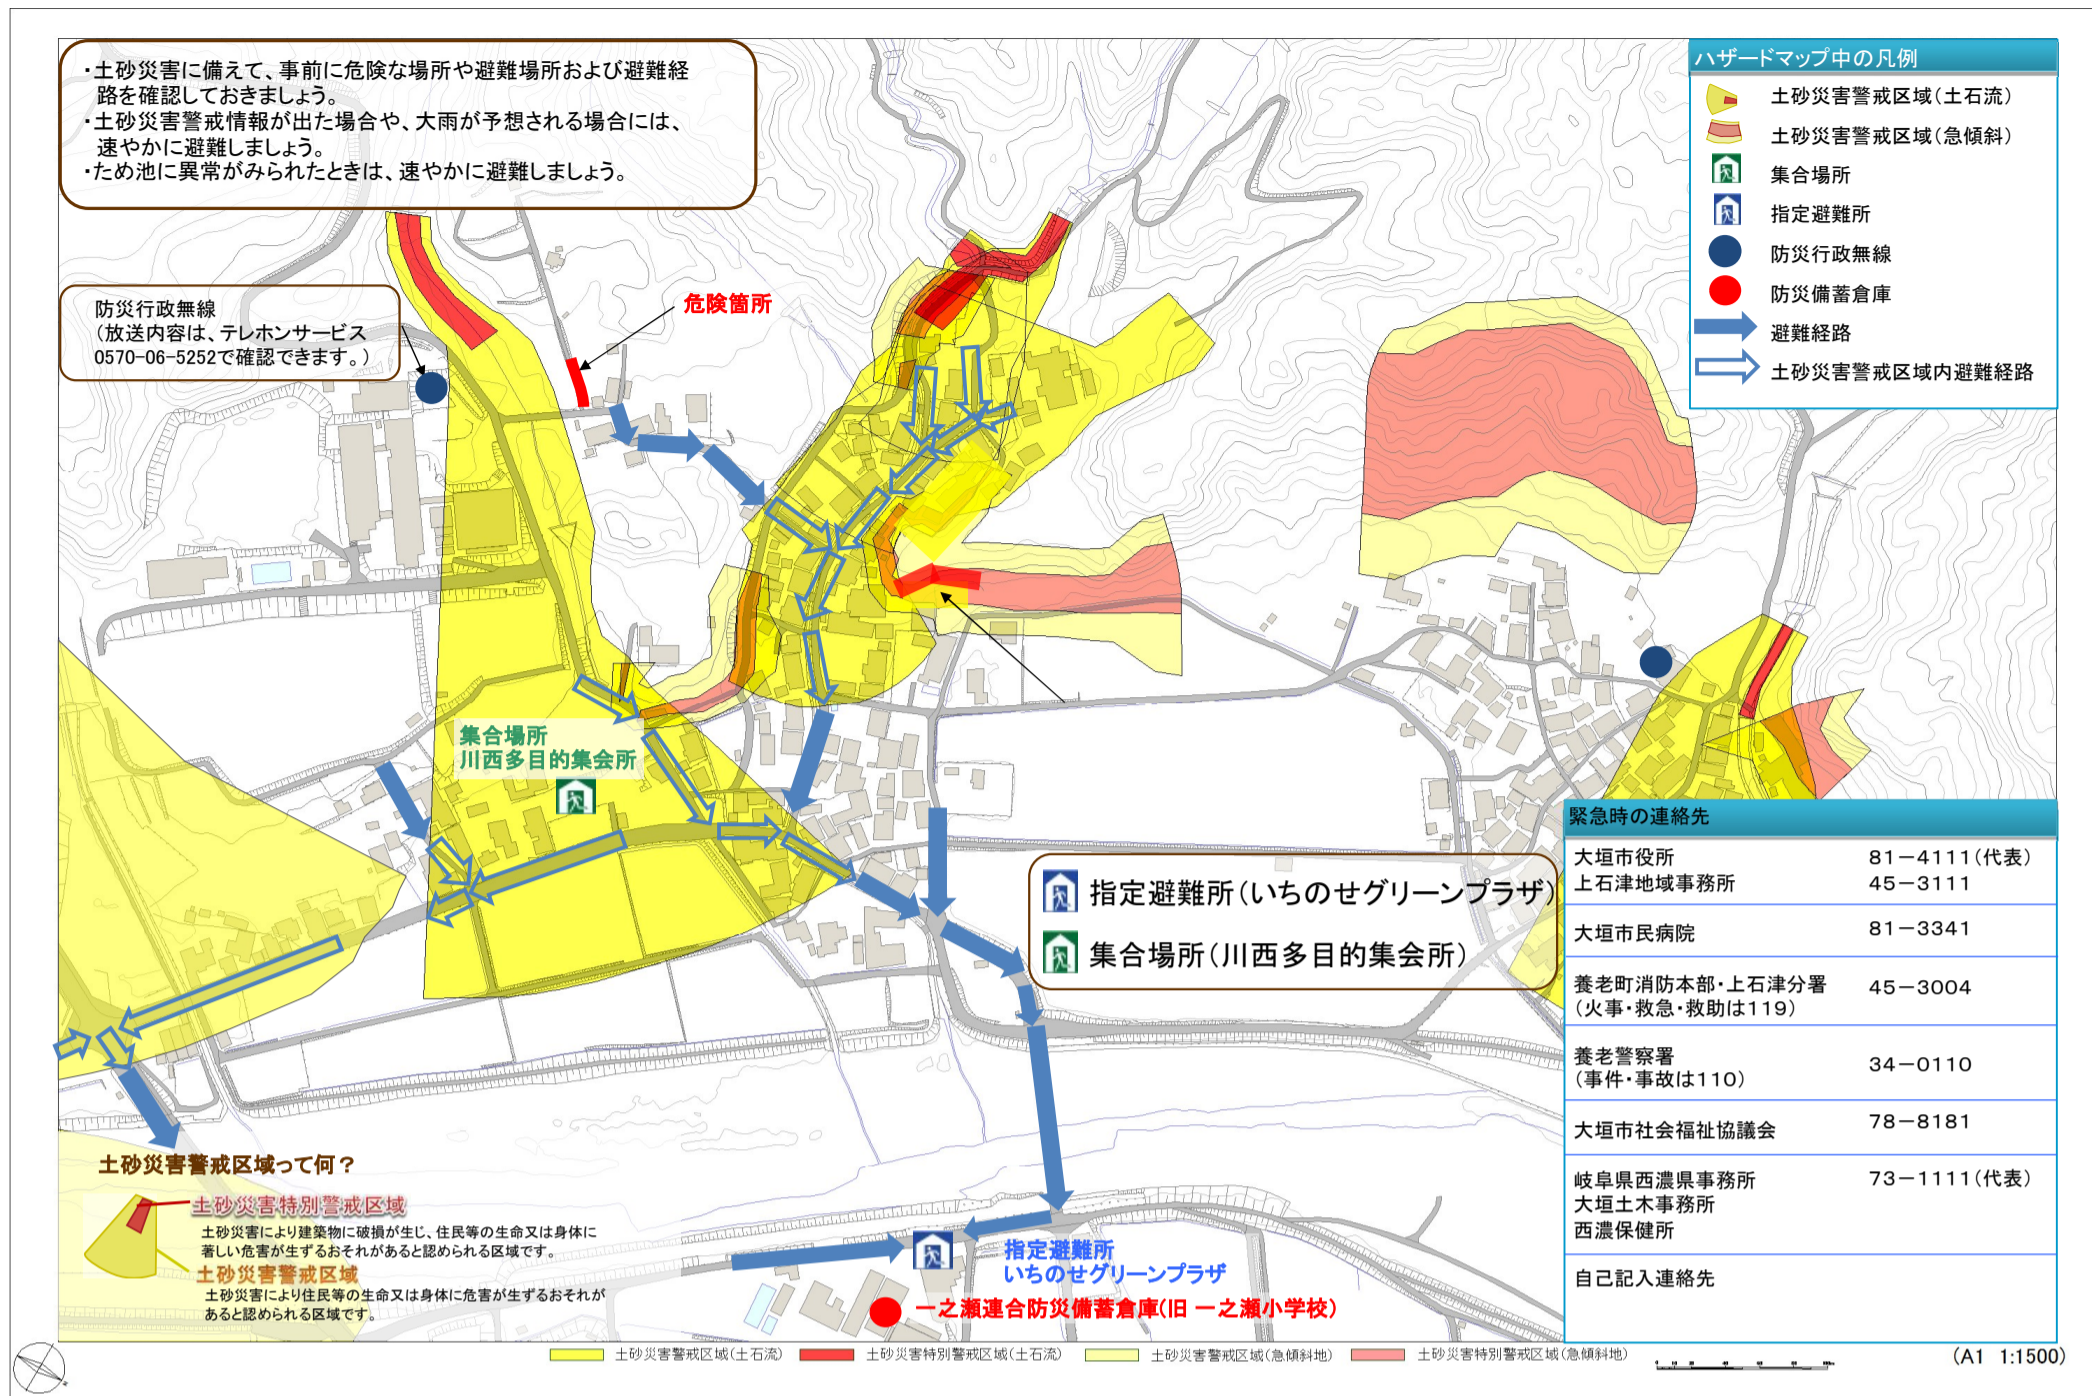 ・土砂災害に備えて、事前に危険な場所や避難場所および避難経
路を確認しておきましょう。
・土砂災害警戒情報が出た場合や、大雨が予想される場合には、
速やかに避難しましょう。
・ため池に異常がみられたときは、速やかに避難しましょう。
ハザードマップ中の凡例
土砂災害警戒区域(土石流)
土砂災害警戒区域(急傾斜)
集合場所
指定避難所
防災行政無線
防災備蓄倉庫
避難経路
土砂災害警戒区域内避難経路
防災行政無線
(放送内容は、テレホンサービス
0570-06-5252で確認できます。)
危険箇所
集合場所
川西多目的集会所
指定避難所(いちのせグリーンプラザ)
集合場所(川西多目的集会所)
緊急時の連絡先
大垣市役所 81－4111(代表)
上石津地域事務所 45－3111
大垣市民病院 81－3341
養老町消防本部・上石津分署 45－3004
(火事・救急・救助は119)
養老警察署 34－0110
(事件・事故は110)
大垣市社会福祉協議会 78－8181
岐阜県西濃県事務所 73－1111(代表)
大垣土木事務所
西濃保健所
自己記入連絡先
土砂災害警戒区域って何？
土砂災害特別警戒区域
土砂災害により建築物に破損が生じ、住民等の生命又は身体に
著しい危害が生ずるおそれがあると認められる区域です。
土砂災害警戒区域
土砂災害により住民等の生命又は身体に危害が生ずるおそれが
あると認められる区域です。
指定避難所
いちのせグリーンプラザ
一之瀬連合防災備蓄倉庫(旧 一之瀬小学校)
土砂災害警戒区域(土石流)
土砂災害特別警戒区域(土石流)
土砂災害警戒区域(急傾斜地)
土砂災害特別警戒区域(急傾斜地)
(A1 1:1500)